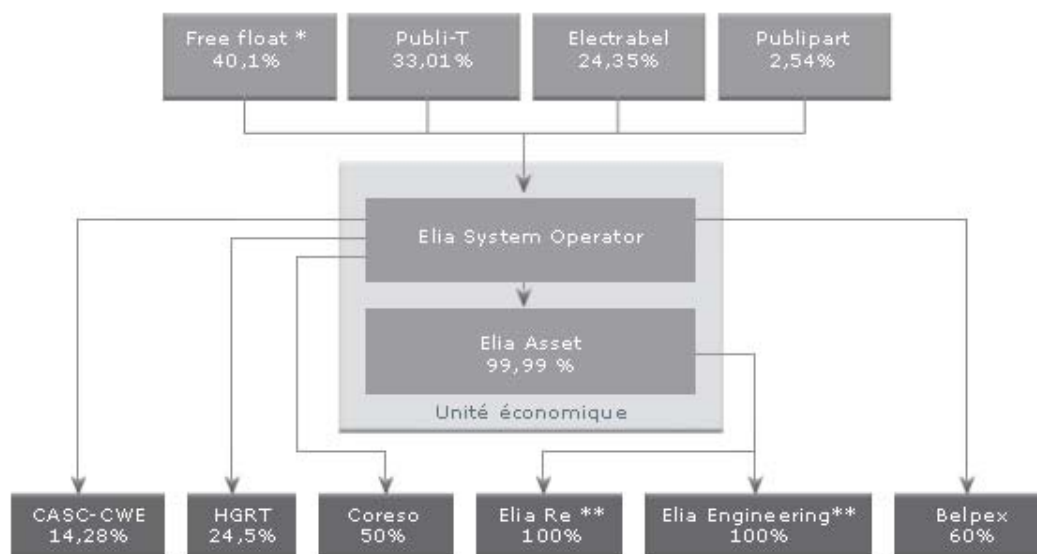 Free float *
40,1%
Publi-T
33,01%
Electrabel
24,35%
Publipart
2,54%
Elia System Operator
Elia Asset
99,99 %
Unité économique
CASC-CWE
14,28%
HGRT
24,5%
Coreso
50%
Elia Re **
100%
Elia Engineering**
100%
Belpex
60%